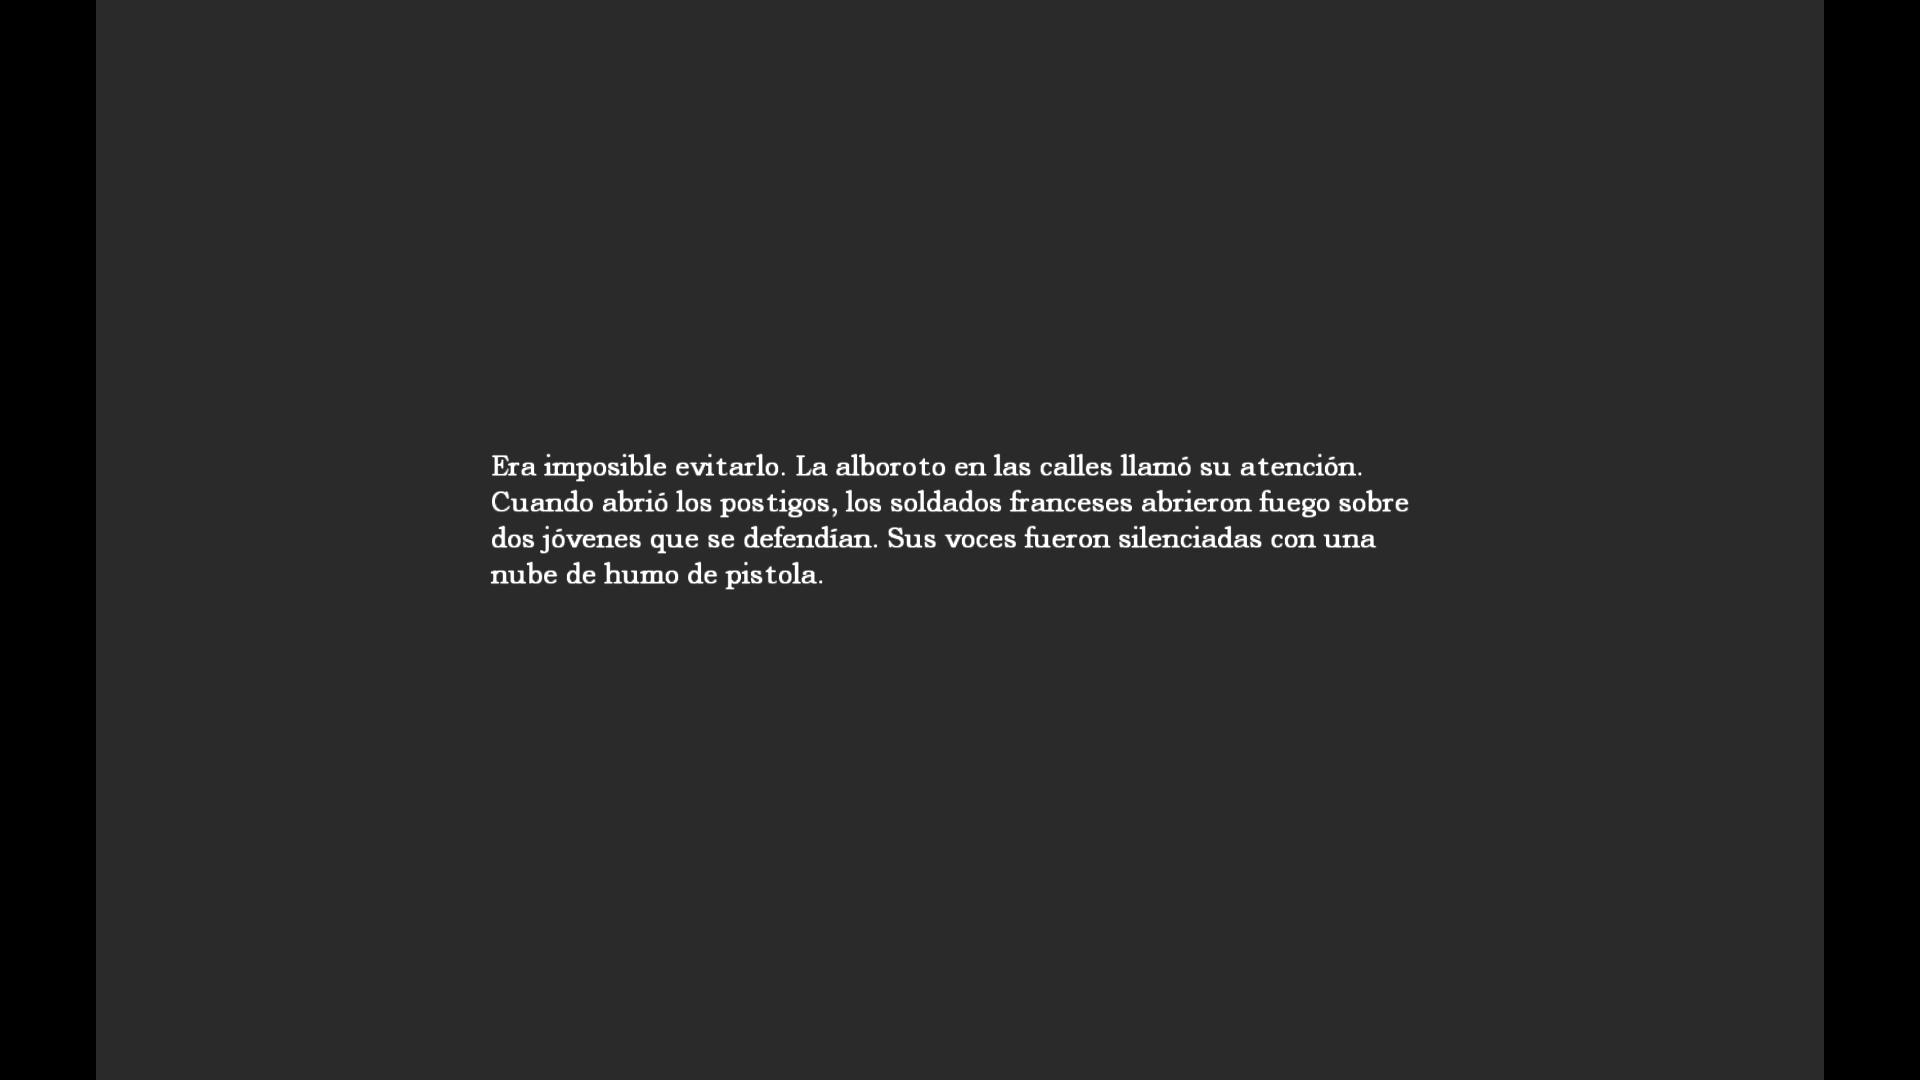 Era imposible evitarlo. La alboroto en las calles llamó su atención.
Cuando abrió los postigos, los soldados franceses abrieron fuego sobre
dos jóvenes que se defendían. Sus voces fueron silenciadas con una
nube de humo de pistola.